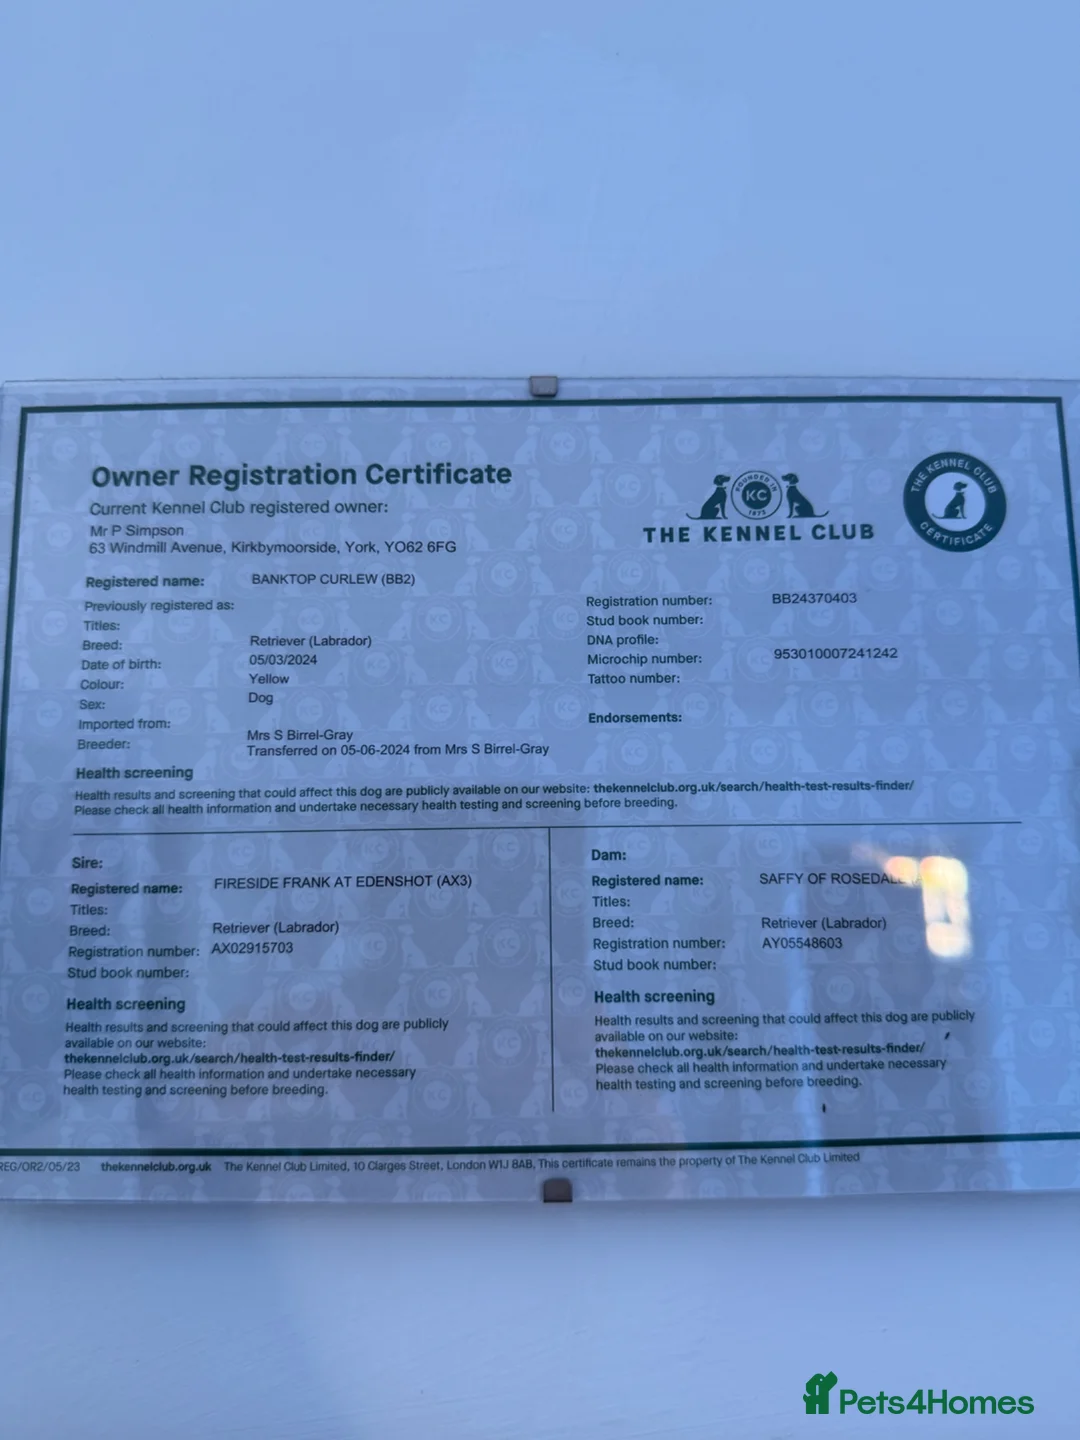 Owner Registration Certificate
Current Kennel Club registered owner:
Mr P Simpson
63 Windmill Avenue, Kirkbymoorside, York, YO62 6FG
FOUNDED IN
KC
1873
THE KENNEL CLUB
THE KENNEL CLUB
CERTIFICATE
Registered name: BANKTOP CURLEW (BB2)
Previously registered as:
Titles:
Breed: Retriever (Labrador)
Date of birth: 05/03/2024
Colour: Yellow
Sex: Dog
Imported from:
Breeder: Mrs S Birrel-Gray
Transferred on 05-06-2024 from Mrs S Birrel-Gray
Registration number: BB24370403
Stud book number:
DNA profile:
Microchip number: 953010007241242
Tattoo number:
Endorsements:
Health screening
Health results and screening that could affect this dog are publicly available on our website: thekennelclub.org.uk/search/health-test-results-finder/
Please check all health information and undertake necessary health testing and screening before breeding.
Sire:
Registered name: FIRESIDE FRANK AT EDENSHOT (AX3)
Titles:
Breed: Retriever (Labrador)
Registration number: AX02915703
Stud book number:
Health screening
Health results and screening that could affect this dog are publicly
available on our website:
thekennelclub.org.uk/search/health-test-results-finder/
Please check all health information and undertake necessary
health testing and screening before breeding.
Dam:
Registered name: SAFFY OF ROSEDALE
Titles:
Breed: Retriever (Labrador)
Registration number: AY05548603
Stud book number:
Health screening
Health results and screening that could affect this dog are publicly
available on our website:
thekennelclub.org.uk/search/health-test-results-finder/
Please check all health information and undertake necessary
health testing and screening before breeding.
REG/OR2/05/23 thekennelclub.org.uk The Kennel Club Limited, 10 Clarges Street, London W1J 8AB, This certificate remains the property of The Kennel Club Limited
Pets4Homes